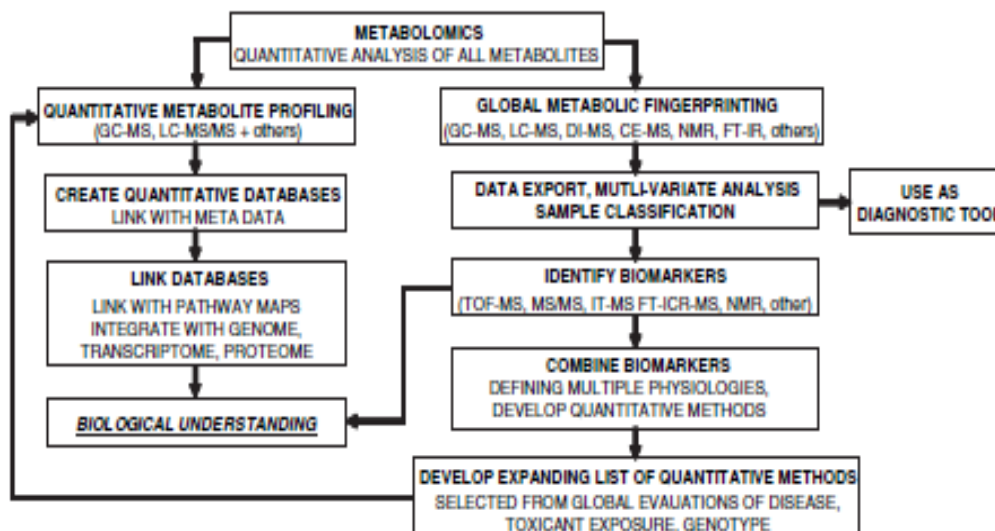 METABOLOMICS
QUANTITATIVE ANALYSIS OF ALL METABOLITES
QUANTITATIVE METABOLITE PROFILING
(GC-MS, LC-MS/MS + others)
CREATE QUANTITATIVE DATABASES
LINK WITH META DATA
LINK DATABASES
LINK WITH PATHWAY MAPS
INTEGRATE WITH GENOME,
TRANSCRIPTOME, PROTEOME
BIOLOGICAL UNDERSTANDING
GLOBAL METABOLIC FINGERPRINTING
(GC-MS, LC-MS, DI-MS, CE-MS, NMR, FT-IR, others)
DATA EXPORT, MUTLI-VARIATE ANALYSIS
SAMPLE CLASSIFICATION
USE AS
DIAGNOSTIC TOOL
IDENTIFY BIOMARKERS
(TOF-MS, MS/MS, IT-MS FT-ICR-MS, NMR, other)
COMBINE BIOMARKERS
DEFINING MULTIPLE PHYSIOLOGIES,
DEVELOP QUANTITATIVE METHODS
DEVELOP EXPANDING LIST OF QUANTITATIVE METHODS
SELECTED FROM GLOBAL EVAUATIONS OF DISEASE,
TOXICANT EXPOSURE, GENOTYPE